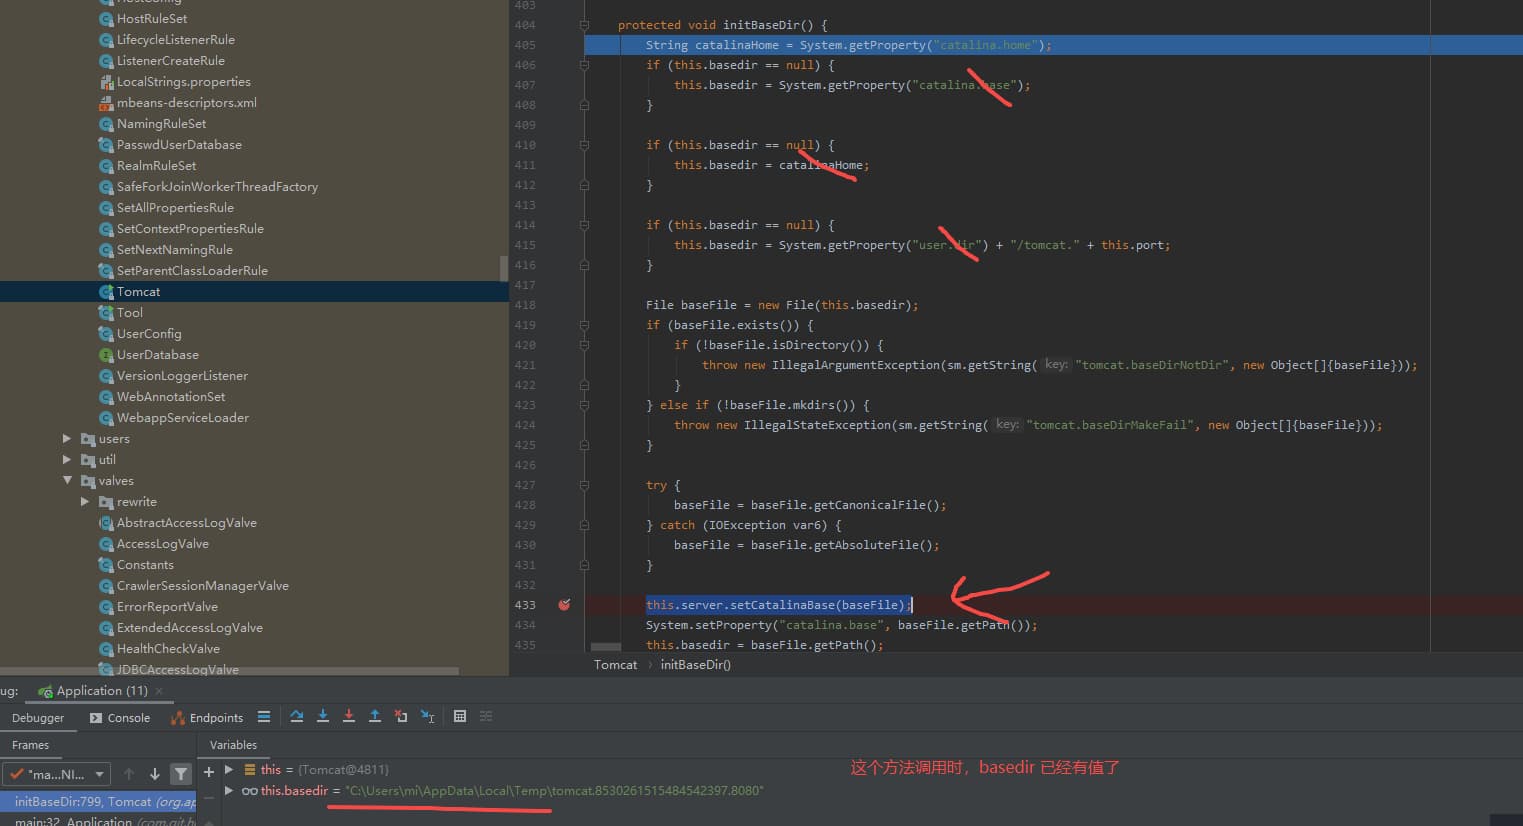 HostConfig
HostRuleSet
LifecycleListenerRule
ListenerCreateRule
LocalStrings.properties
mbeans-descriptors.xml
NamingRuleSet
PasswdUserDatabase
RealmRuleSet
SafeForkJoinWorkerThreadFactory
SetAllPropertiesRule
SetContextPropertiesRule
SetNextNamingRule
SetParentClassLoaderRule
Tomcat
Tool
UserConfig
UserDatabase
VersionLoggerListener
WebAnnotationSet
WebappServiceLoader
users
util
valves
rewrite
AbstractAccessLogValve
AccessLogValve
Constants
CrawlerSessionManagerValve
ErrorReportValve
ExtendedAccessLogValve
HealthCheckValve
JDBCAccessLogValve
403
404 protected void initBaseDir() {
405 String catalinaHome = System.getProperty("catalina.home");
406 if (this.basedir == null) {
407 this.basedir = System.getProperty("catalina.base");
408 }
409
410 if (this.basedir == null) {
411 this.basedir = catalinaHome;
412 }
413
414 if (this.basedir == null) {
415 this.basedir = System.getProperty("user.dir") + "/tomcat." + this.port;
416 }
417
418 File baseFile = new File(this.basedir);
419 if (baseFile.exists()) {
420 if (!baseFile.isDirectory()) {
421 throw new IllegalArgumentException(sm.getString( key: "tomcat.baseDirNotDir", new Object[]{baseFile}));
422 }
423 } else if (!baseFile.mkdirs()) {
424 throw new IllegalStateException(sm.getString( key: "tomcat.baseDirMakeFail", new Object[]{baseFile}));
425 }
426
427 try {
428 baseFile = baseFile.getCanonicalFile();
429 } catch (IOException var6) {
430 baseFile = baseFile.getAbsoluteFile();
431 }
432
433 this.server.setCatalinaBase(baseFile);
434 System.setProperty("catalina.base", baseFile.getPath());
435 this.basedir = baseFile.getPath();
Tomcat › initBaseDir()
ug: Application (11) ×
Debugger Console Endpoints
Frames Variables
"ma...NI...
this = {Tomcat@4811}
这个方法调用时，basedir 已经有值了
this.basedir = "C:\Users\mi\AppData\Local\Temp\tomcat.8530261515484542397.8080"
initBaseDir:799, Tomcat (org.ap
main:32, Application (com.git.h